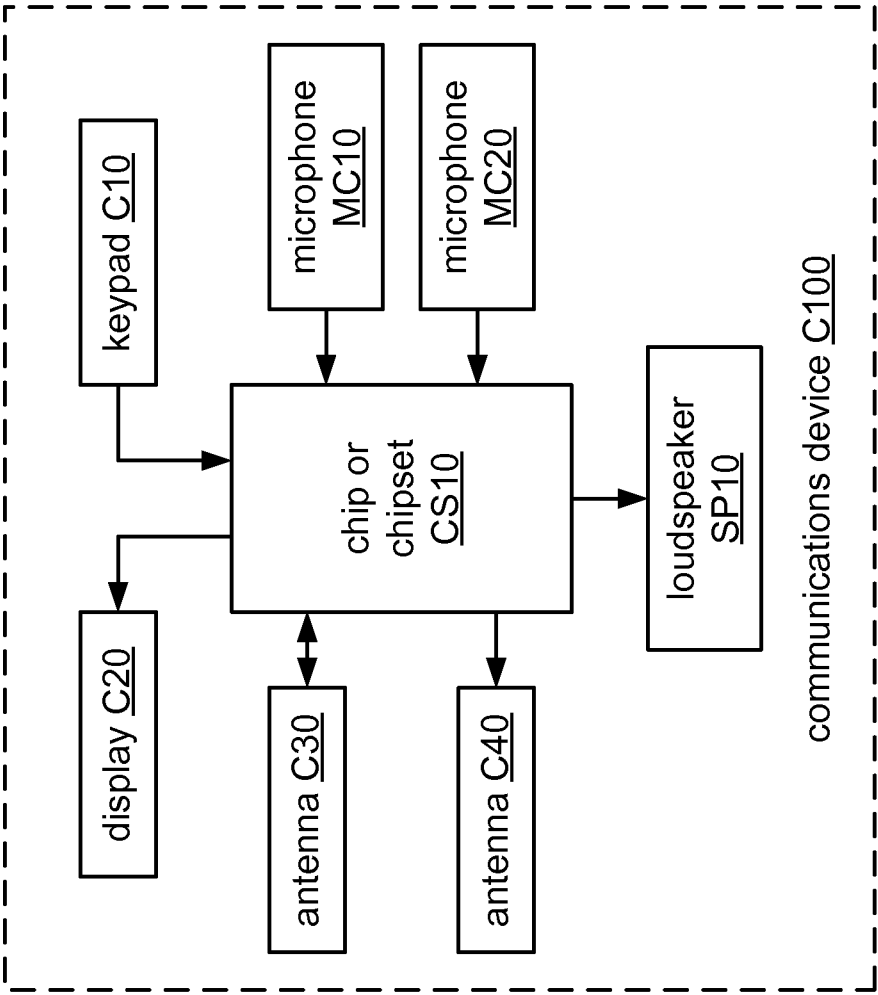 display C20
keypad C10
antenna C30
chip or
chipset
CS10
microphone
MC10
antenna C40
microphone
MC20
loudspeaker
SP10
communications device C100